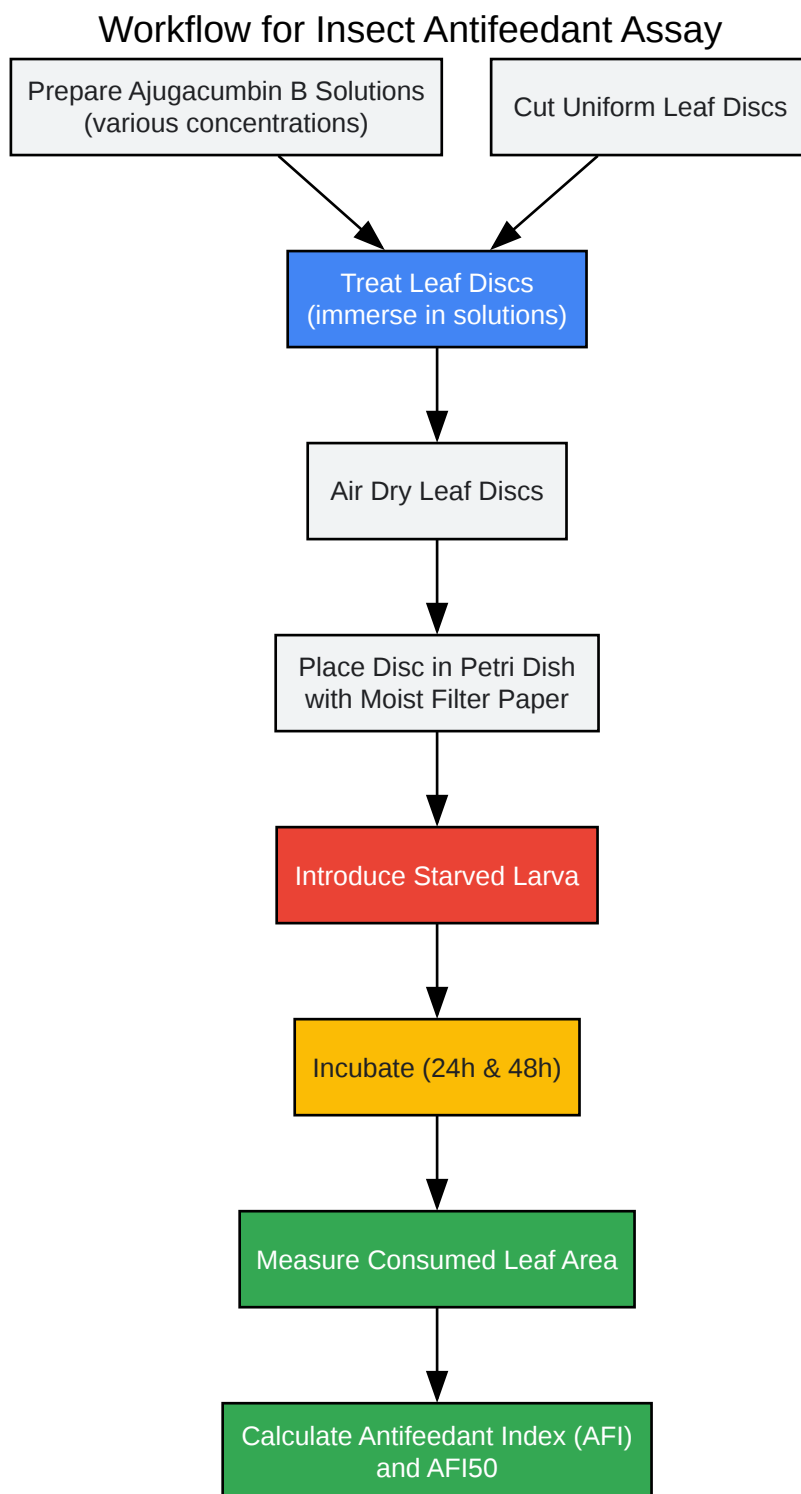 Workflow for Insect Antifeedant Assay
Prepare Ajugacumbin B Solutions
(various concentrations)
Cut Uniform Leaf Discs
Treat Leaf Discs
(immerse in solutions)
Air Dry Leaf Discs
Place Disc in Petri Dish
with Moist Filter Paper
Introduce Starved Larva
Incubate (24h & 48h)
Measure Consumed Leaf Area
Calculate Antifeedant Index (AFI)
and AFI50